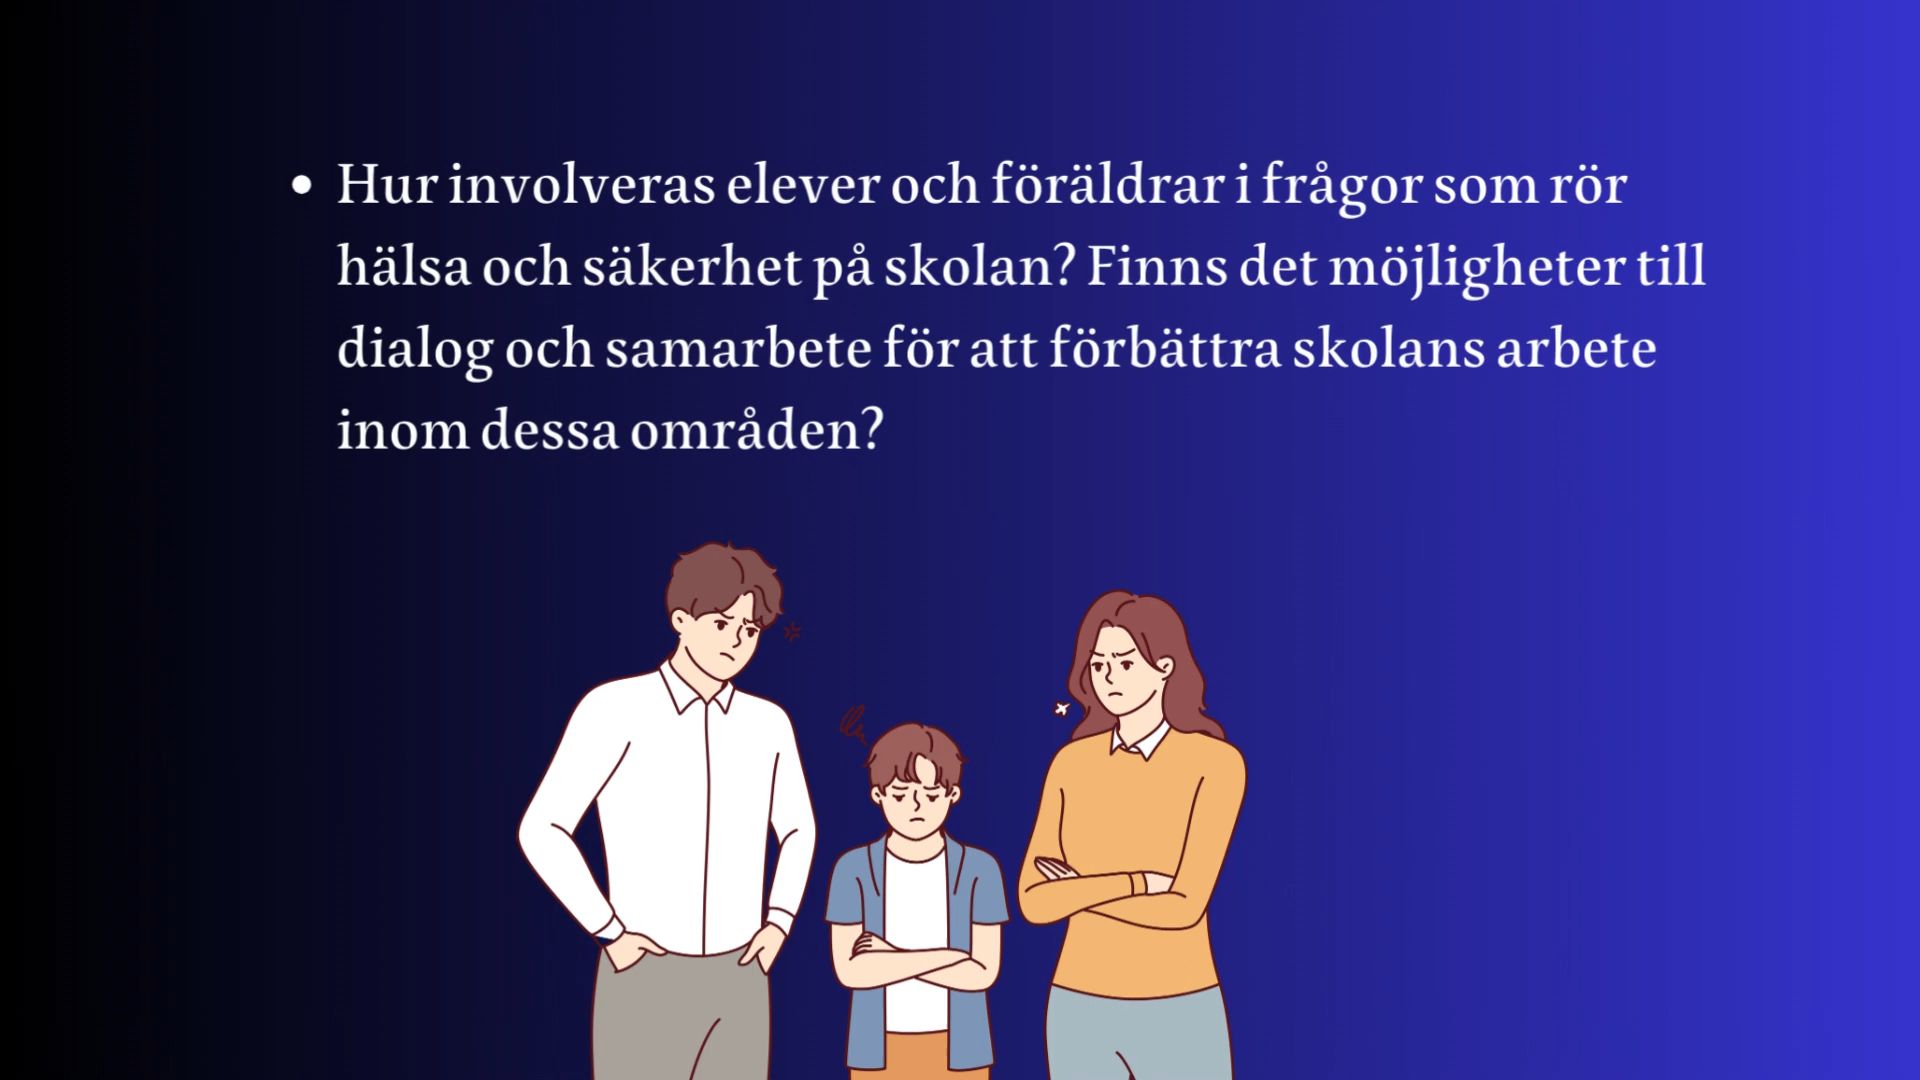 • Hur involveras elever och föräldrar i frågor som rör
hälsa och säkerhet på skolan? Finns det möjligheter till
dialog och samarbete för att förbättra skolans arbete
inom dessa områden?